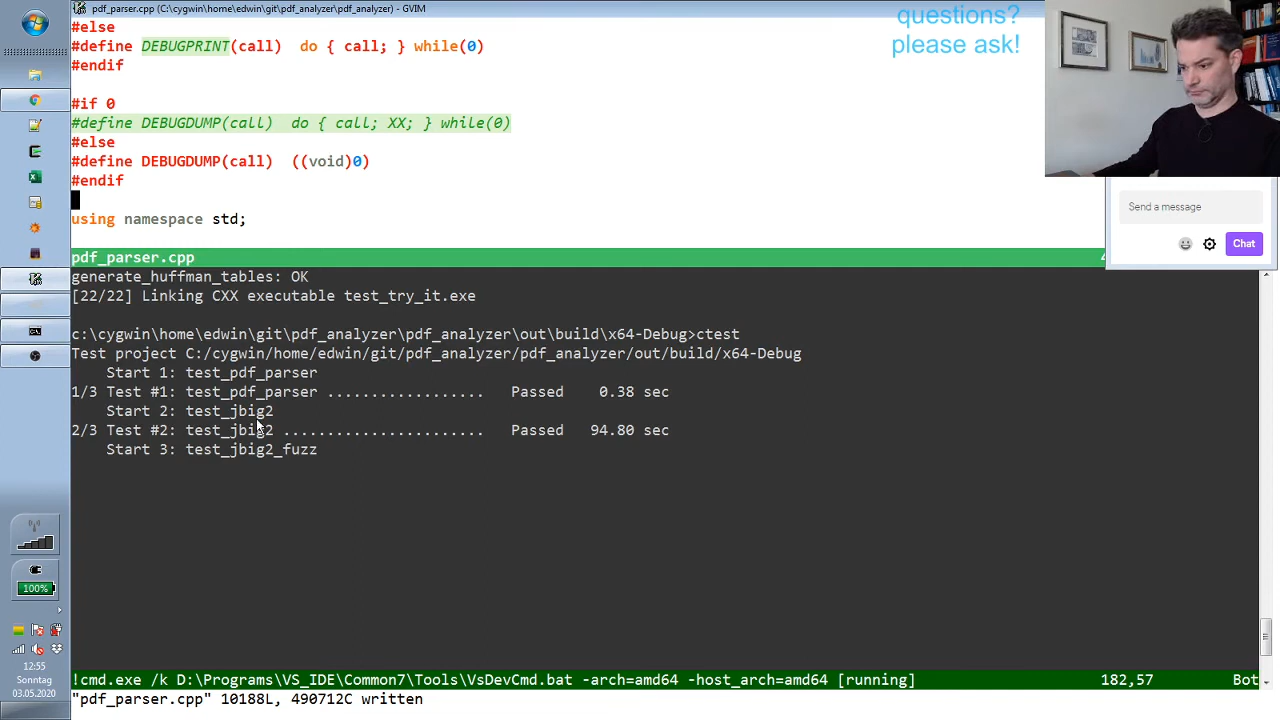 pdf_parser.cpp (C:\cygwin\home\edwin\git\pdf_analyzer\pdf_analyzer) - GVIM
#else
#define DEBUGPRINT(call)  do { call; } while(0)
#endif
#if 0
#define DEBUGDUMP(call)  do { call; XX; } while(0)
#else
#define DEBUGDUMP(call)  ((void)0)
#endif
using namespace std;
questions?
please ask!
Send a message
Chat
pdf_parser.cpp
generate_huffman_tables: OK
[22/22] Linking CXX executable test_try_it.exe
c:\cygwin\home\edwin\git\pdf_analyzer\pdf_analyzer\out\build\x64-Debug>ctest
Test project C:/cygwin/home/edwin/git/pdf_analyzer/pdf_analyzer/out/build/x64-Debug
Start 1: test_pdf_parser
1/3 Test #1: test_pdf_parser ..................   Passed    0.38 sec
Start 2: test_jbig2
2/3 Test #2: test_jbig2 .......................   Passed   94.80 sec
Start 3: test_jbig2_fuzz
!cmd.exe /k D:\Programs\VS_IDE\Common7\Tools\VsDevCmd.bat -arch=amd64 -host_arch=amd64 [running]
182,57
Bot
"pdf_parser.cpp" 10188L, 490712C written
100%
12:55
Sonntag
03.05.2020